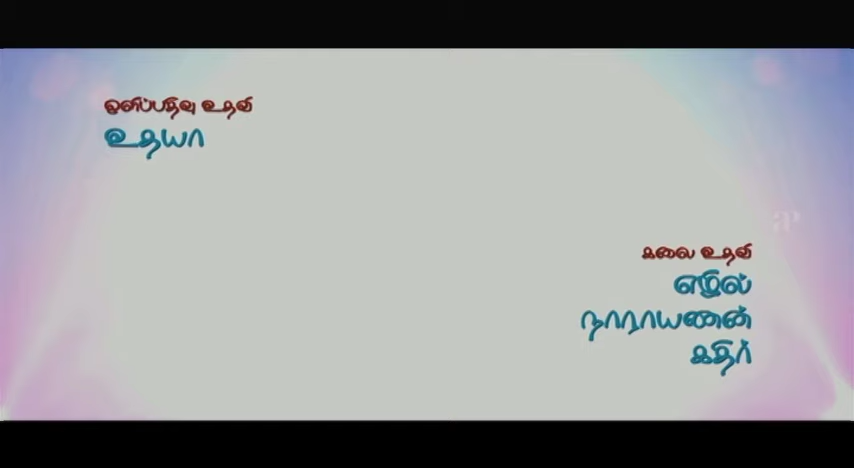 ஒளிப்பதிவு உதவி
உதயா
கலை உதவி
எழில்
நாராயணன்
கதிர்